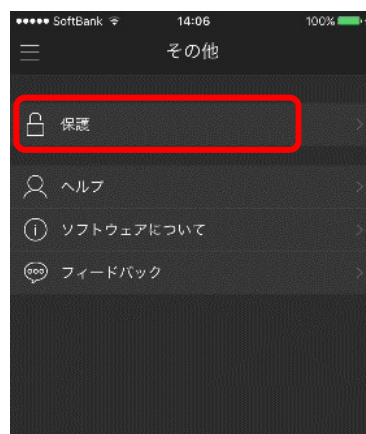 SoftBank 14:06 100%
その他
保護
ヘルプ
ソフトウェアについて
フィードバック